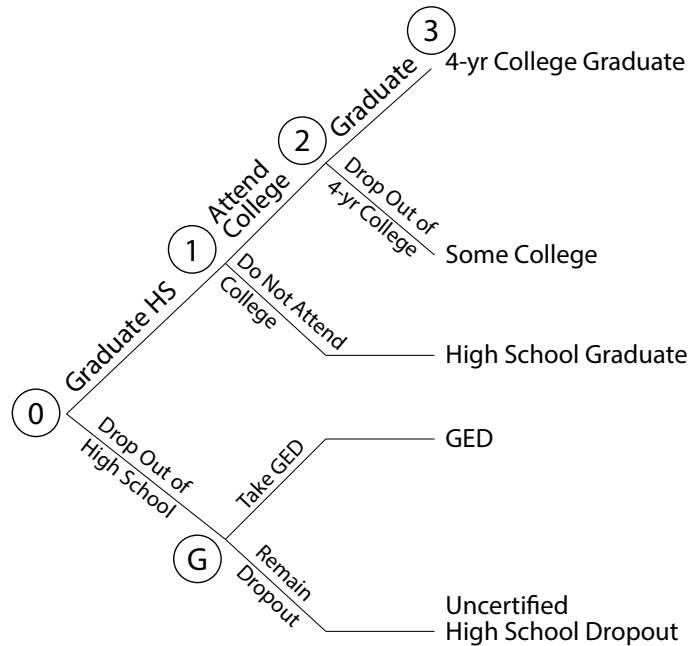 3
4-yr College Graduate
Graduate
2
Drop Out of
4-yr College
Attend
College
Some College
1
Do Not Attend
College
Graduate HS
High School Graduate
0
Drop Out of
High School
Take GED
GED
G
Remain
Dropout
Uncertified
High School Dropout